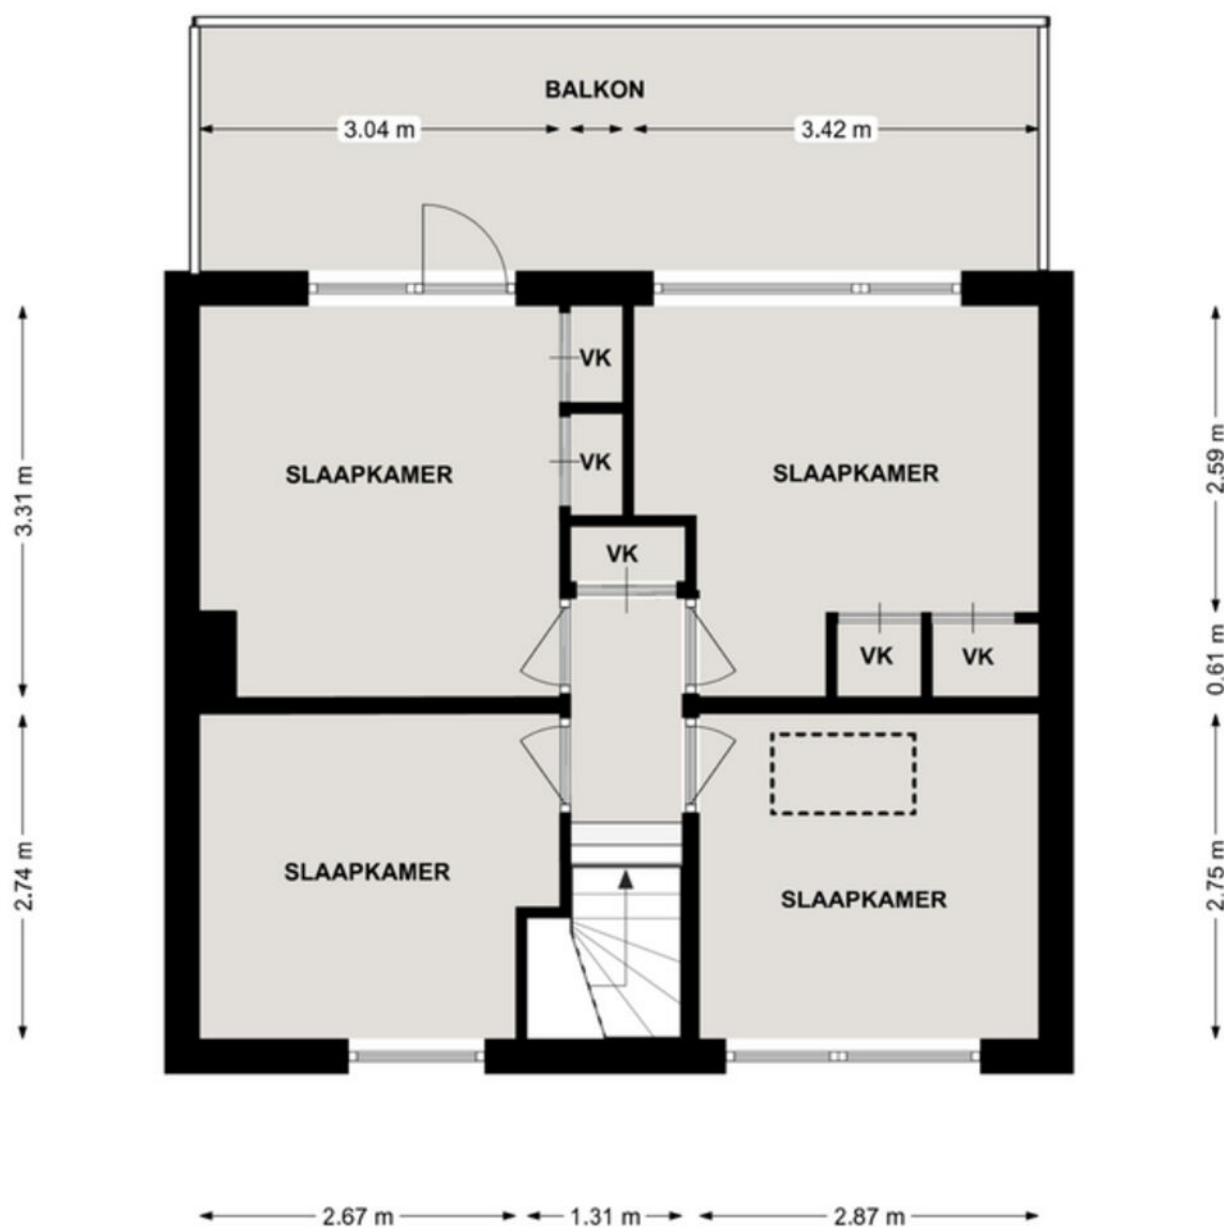 BALKON
3.04 m
3.42 m
VK
VK
SLAAPKAMER
SLAAPKAMER
3.31 m
2.59 m
VK
VK
VK
0.61 m
SLAAPKAMER
SLAAPKAMER
2.74 m
2.75 m
2.67 m
1.31 m
2.87 m